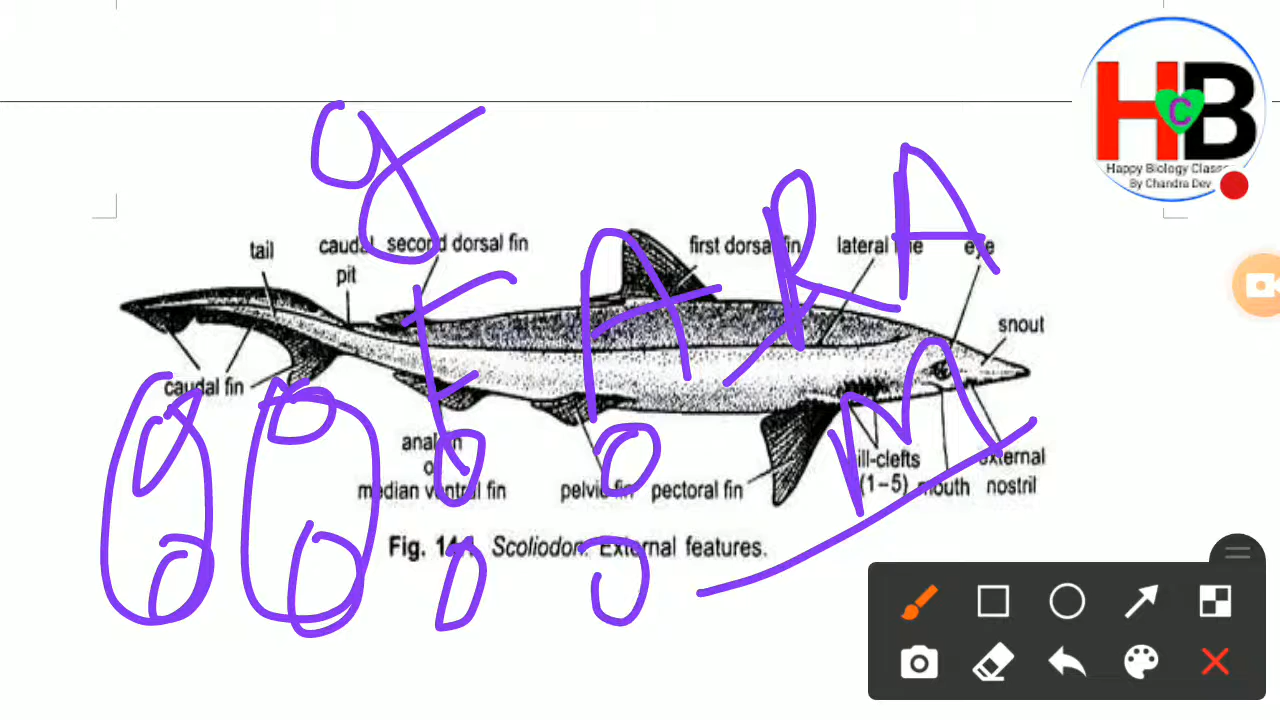 HCB
Happy Biology Classes
By Chandra Dev
tail
caudal pit
second dorsal fin
first dorsal fin
lateral line
eye
snout
caudal fin
anal fin
or
median ventral fin
pelvic fin
pectoral fin
gill-clefts
(1–5)
mouth
external
nostril
Fig. 14.1. Scoliodon. External features.